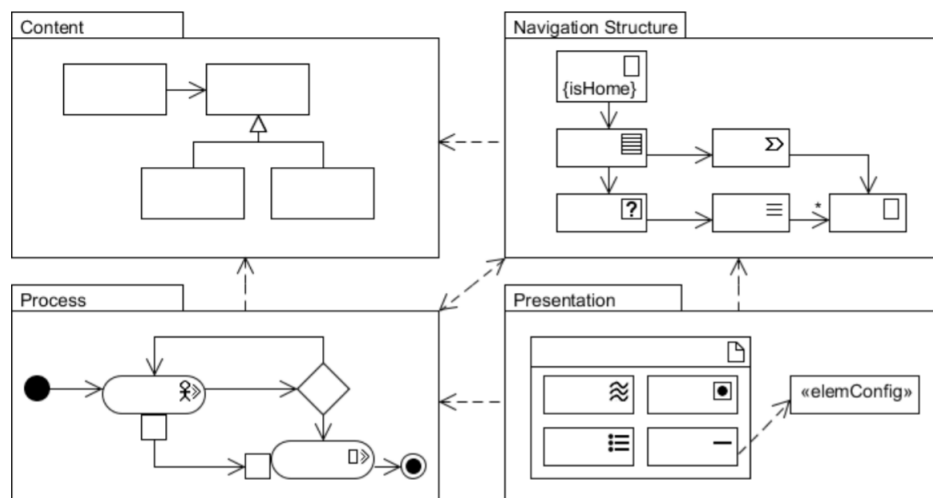 Content
Navigation Structure
{isHome}
?
*
Process
Presentation
«elemConfig»